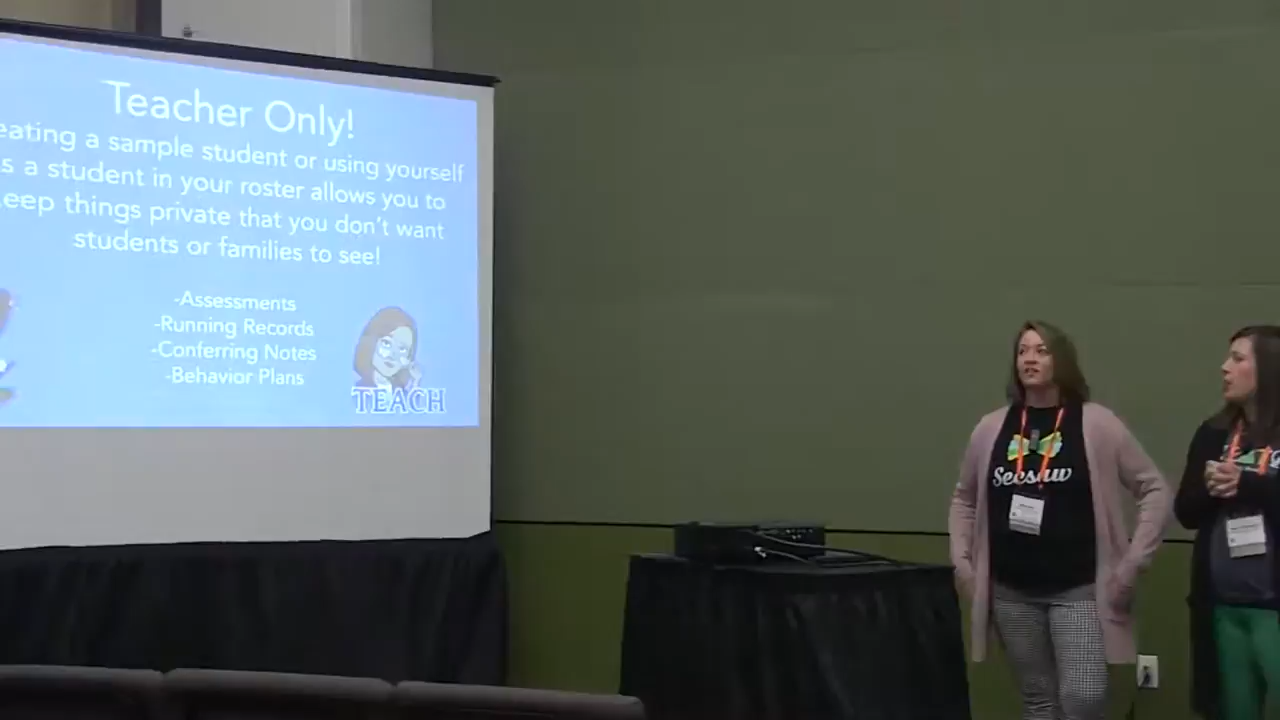 Teacher Only!
eating a sample student or using yourself
s a student in your roster allows you to
eep things private that you don't want
students or families to see!
-Assessments
-Running Records
-Conferring Notes
-Behavior Plans
TEACH
Seesaw